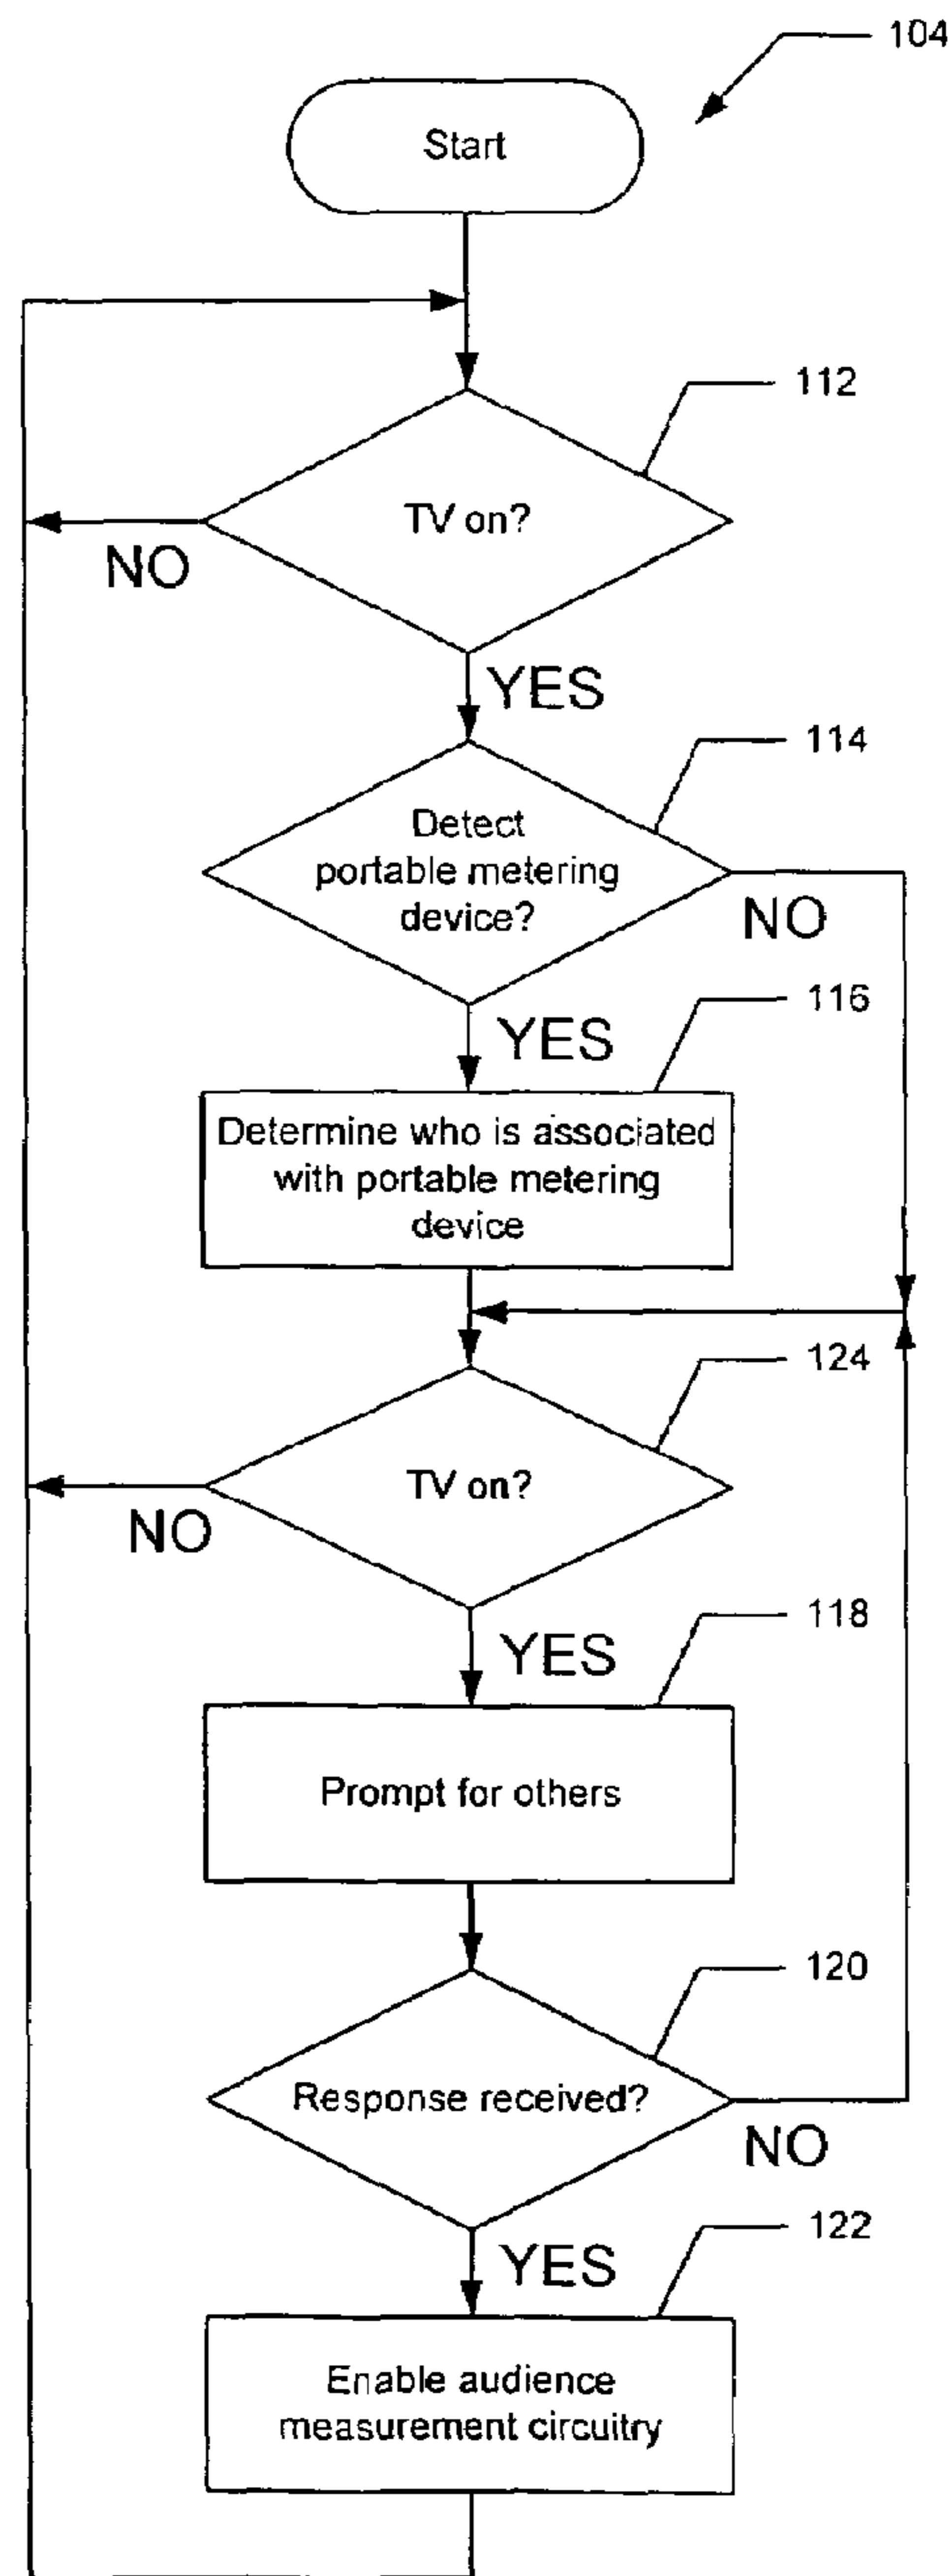 104
Start
112
TV on?
NO
YES
114
Detect
portable metering
device?
NO
YES
116
Determine who is associated
with portable metering
device
124
TV on?
NO
YES
118
Prompt for others
120
Response received?
NO
YES
122
Enable audience
measurement circuitry